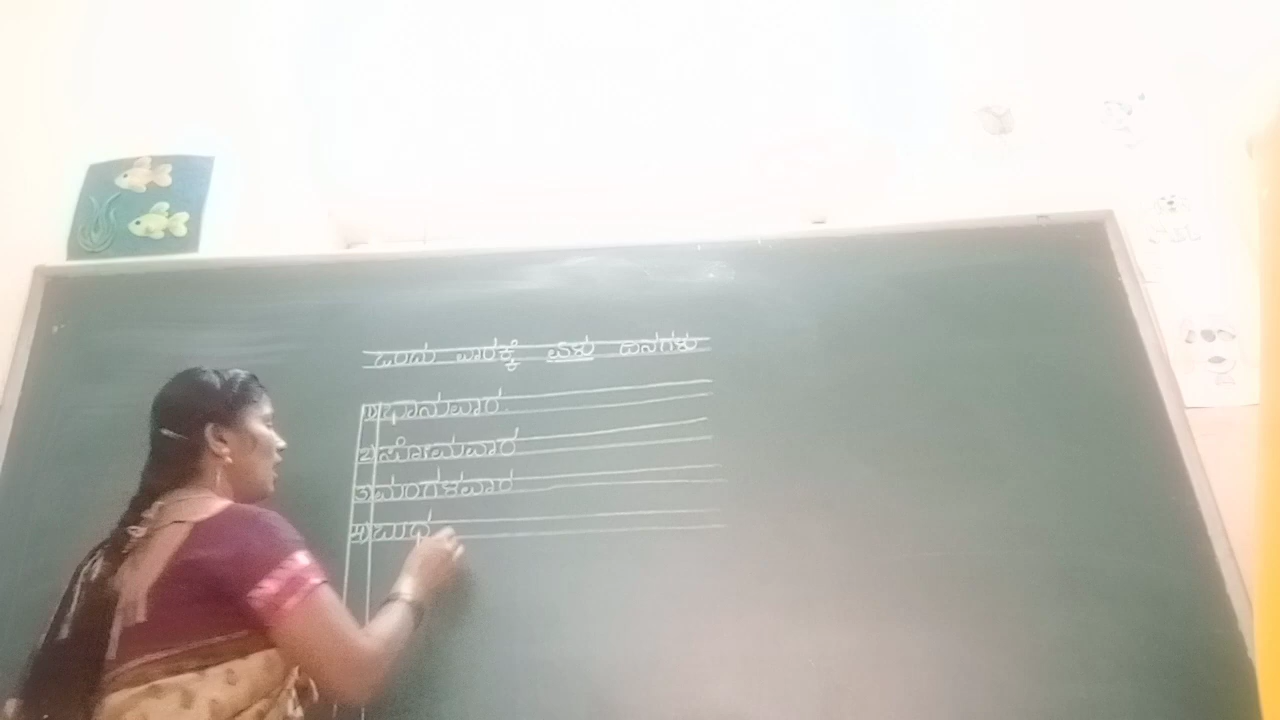 ಒಂದು ವಾರಕ್ಕೆ ಏಳು ದಿನಗಳು
1) ಭಾನುವಾರ
2) ಸೋಮವಾರ
3) ಮಂಗಳವಾರ
4) ಬುಧ